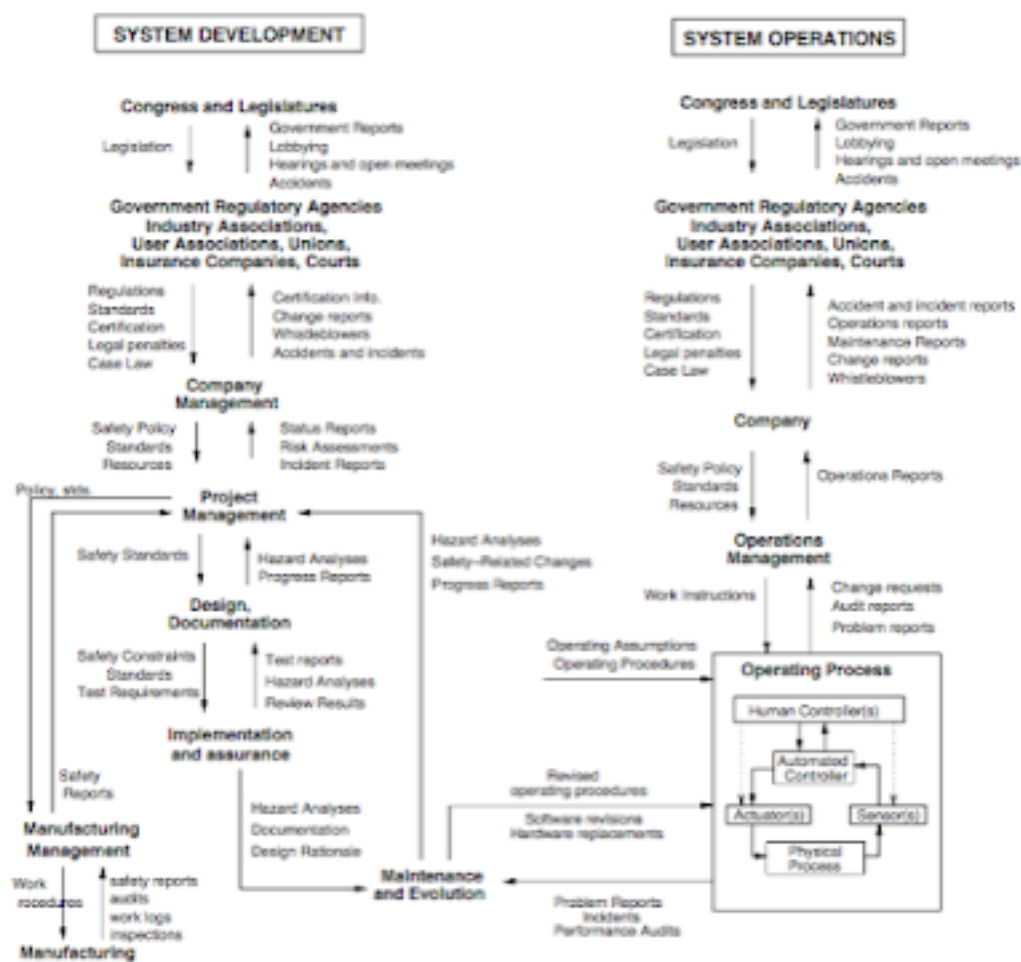 SYSTEM DEVELOPMENT
Congress and Legislatures
Legislation
Government Reports
Lobbying
Hearings and open meetings
Accidents
Government Regulatory Agencies
Industry Associations,
User Associations, Unions,
Insurance Companies, Courts
Regulations
Standards
Certification
Legal penalties
Case Law
Certification Info.
Change reports
Whistleblowers
Accidents and incidents
Company
Management
Safety Policy
Standards
Resources
Status Reports
Risk Assessments
Incident Reports
Policy, stds.
Project
Management
Safety Standards
Hazard Analyses
Progress Reports
Hazard Analyses
Safety-Related Changes
Progress Reports
Design,
Documentation
Safety Constraints
Standards
Test Requirements
Test reports
Hazard Analyses
Review Results
Implementation
and assurance
Safety
Reports
Hazard Analyses
Documentation
Design Rationale
Manufacturing
Management
Work
rocedures
safety reports
audits
work logs
inspections
Manufacturing
Maintenance
and Evolution
SYSTEM OPERATIONS
Congress and Legislatures
Legislation
Government Reports
Lobbying
Hearings and open meetings
Accidents
Government Regulatory Agencies
Industry Associations,
User Associations, Unions,
Insurance Companies, Courts
Regulations
Standards
Certification
Legal penalties
Case Law
Accident and incident reports
Operations reports
Maintenance Reports
Change reports
Whistleblowers
Company
Safety Policy
Standards
Resources
Operations Reports
Operations
Management
Work Instructions
Change requests
Audit reports
Problem reports
Operating Assumptions
Operating Procedures
Operating Process
Human Controller(s)
Automated
Controller
Actuator(s)
Sensor(s)
Physical
Process
Revised
operating procedures
Software revisions
Hardware replacements
Problem Reports
Incidents
Performance Audits